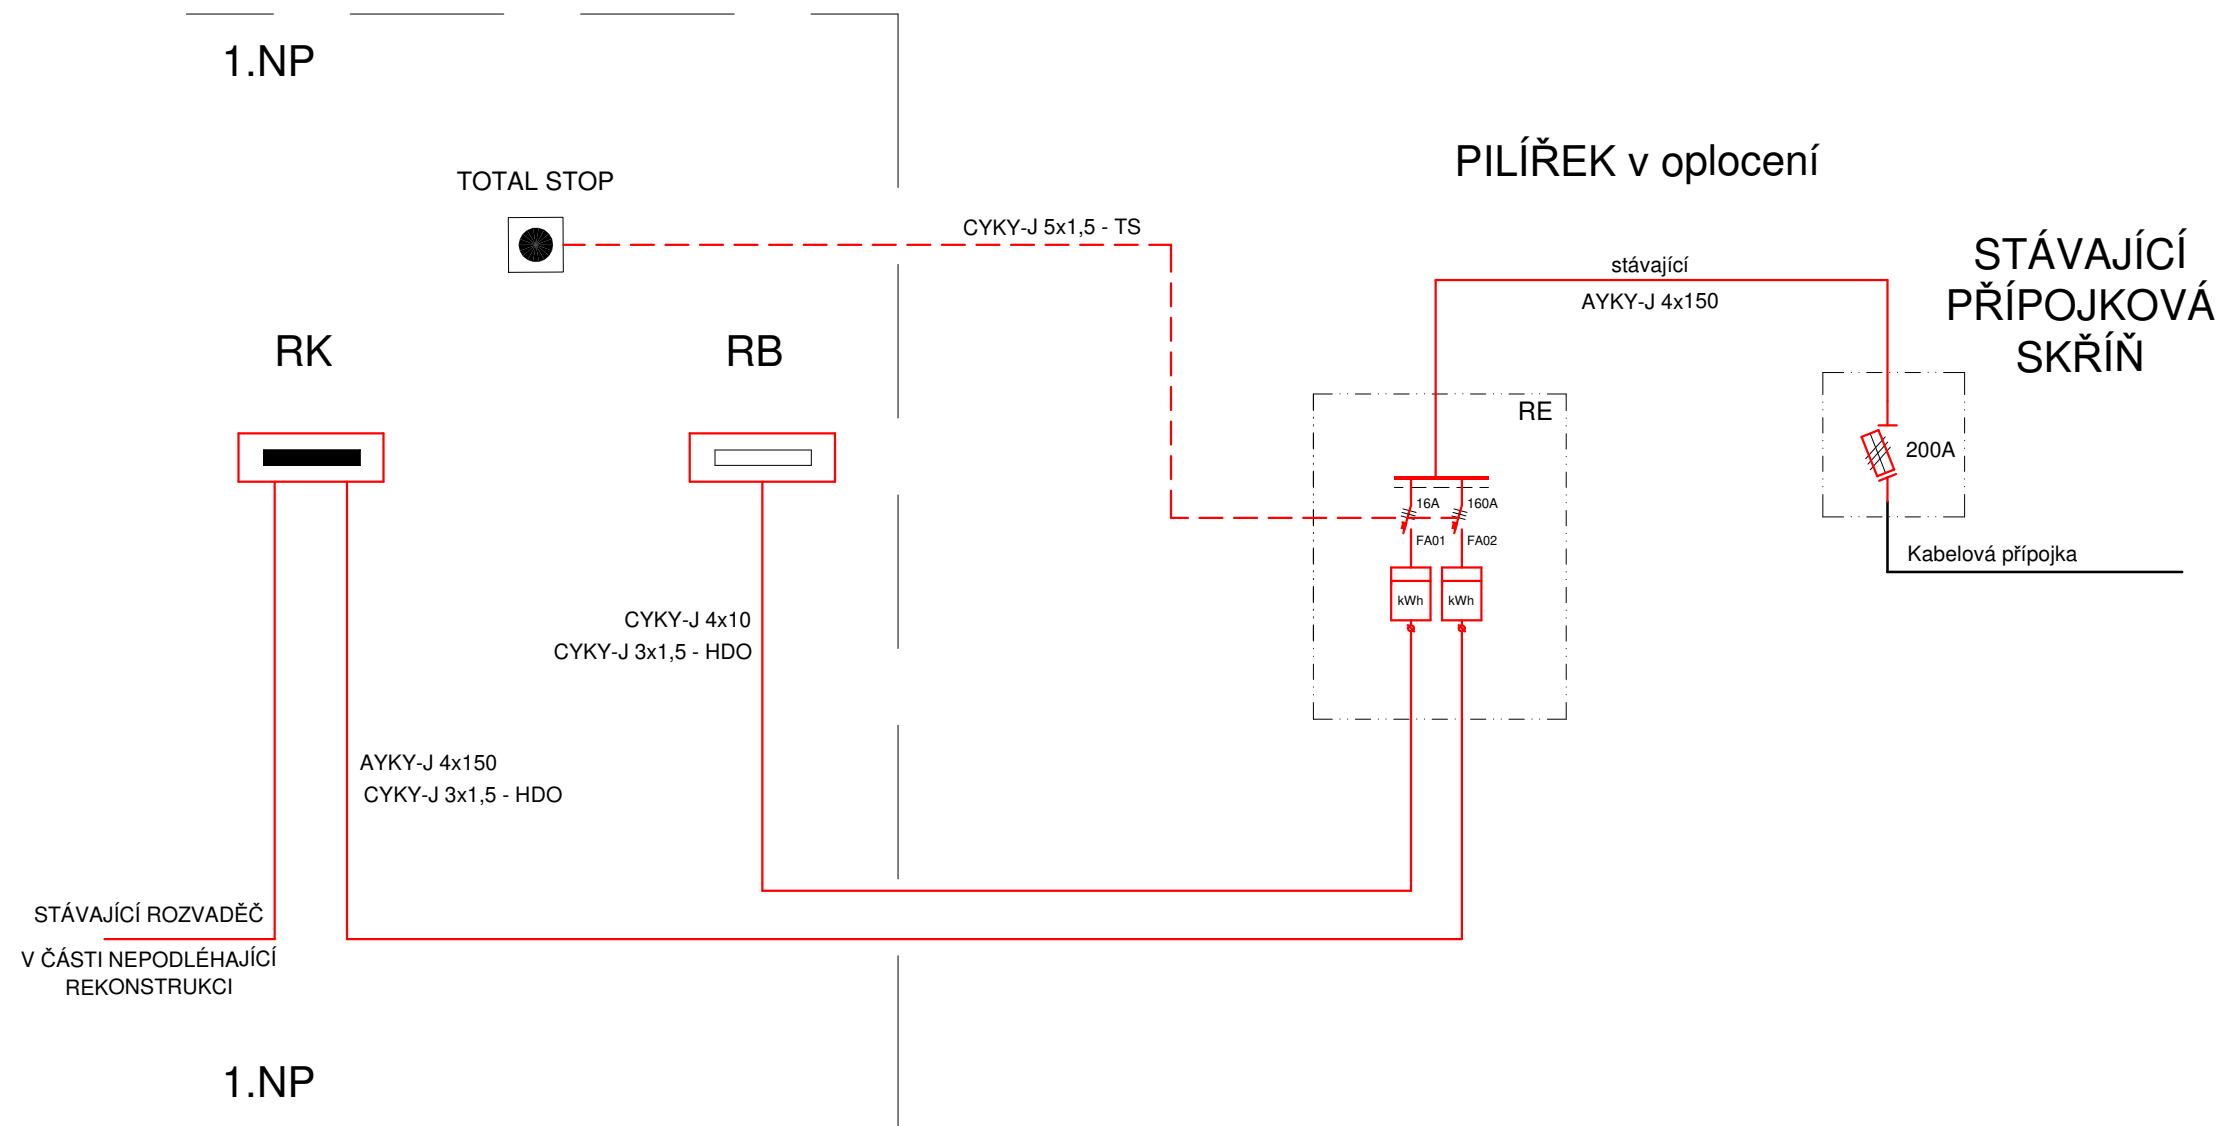 1.NP
PILÍŘEK v oplocení
TOTAL STOP
CYKY-J 5x1,5 - TS
STÁVAJÍCÍ
PŘÍPOJKOVÁ
SKŘÍŇ
stávající
AYKY-J 4x150
RK
RB
RE
200A
16A
160A
FA01
FA02
Kabelová přípojka
kWh
kWh
CYKY-J 4x10
CYKY-J 3x1,5 - HDO
AYKY-J 4x150
CYKY-J 3x1,5 - HDO
STÁVAJÍCÍ ROZVADĚČ
V ČÁSTI NEPODLÉHAJÍCÍ
REKONSTRUKCI
1.NP